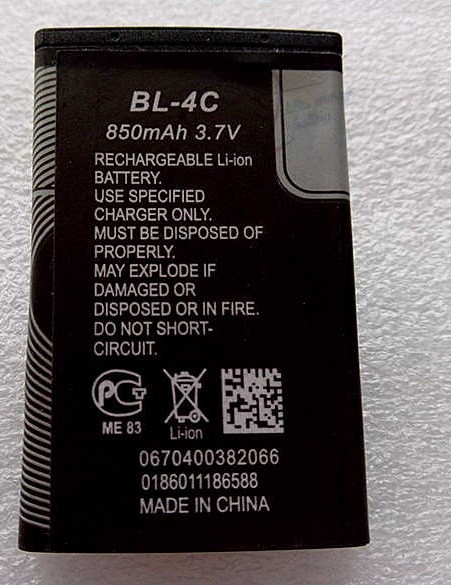 BL-4C
850mAh 3.7V
RECHARGEABLE Li-ion
BATTERY.
USE SPECIFIED
CHARGER ONLY.
MUST BE DISPOSED OF
PROPERLY.
MAY EXPLODE IF
DAMAGED OR
DISPOSED OR IN FIRE.
DO NOT SHORT-
CIRCUIT.
ME 83
Li-ion
0670400382066
0186011186588
MADE IN CHINA